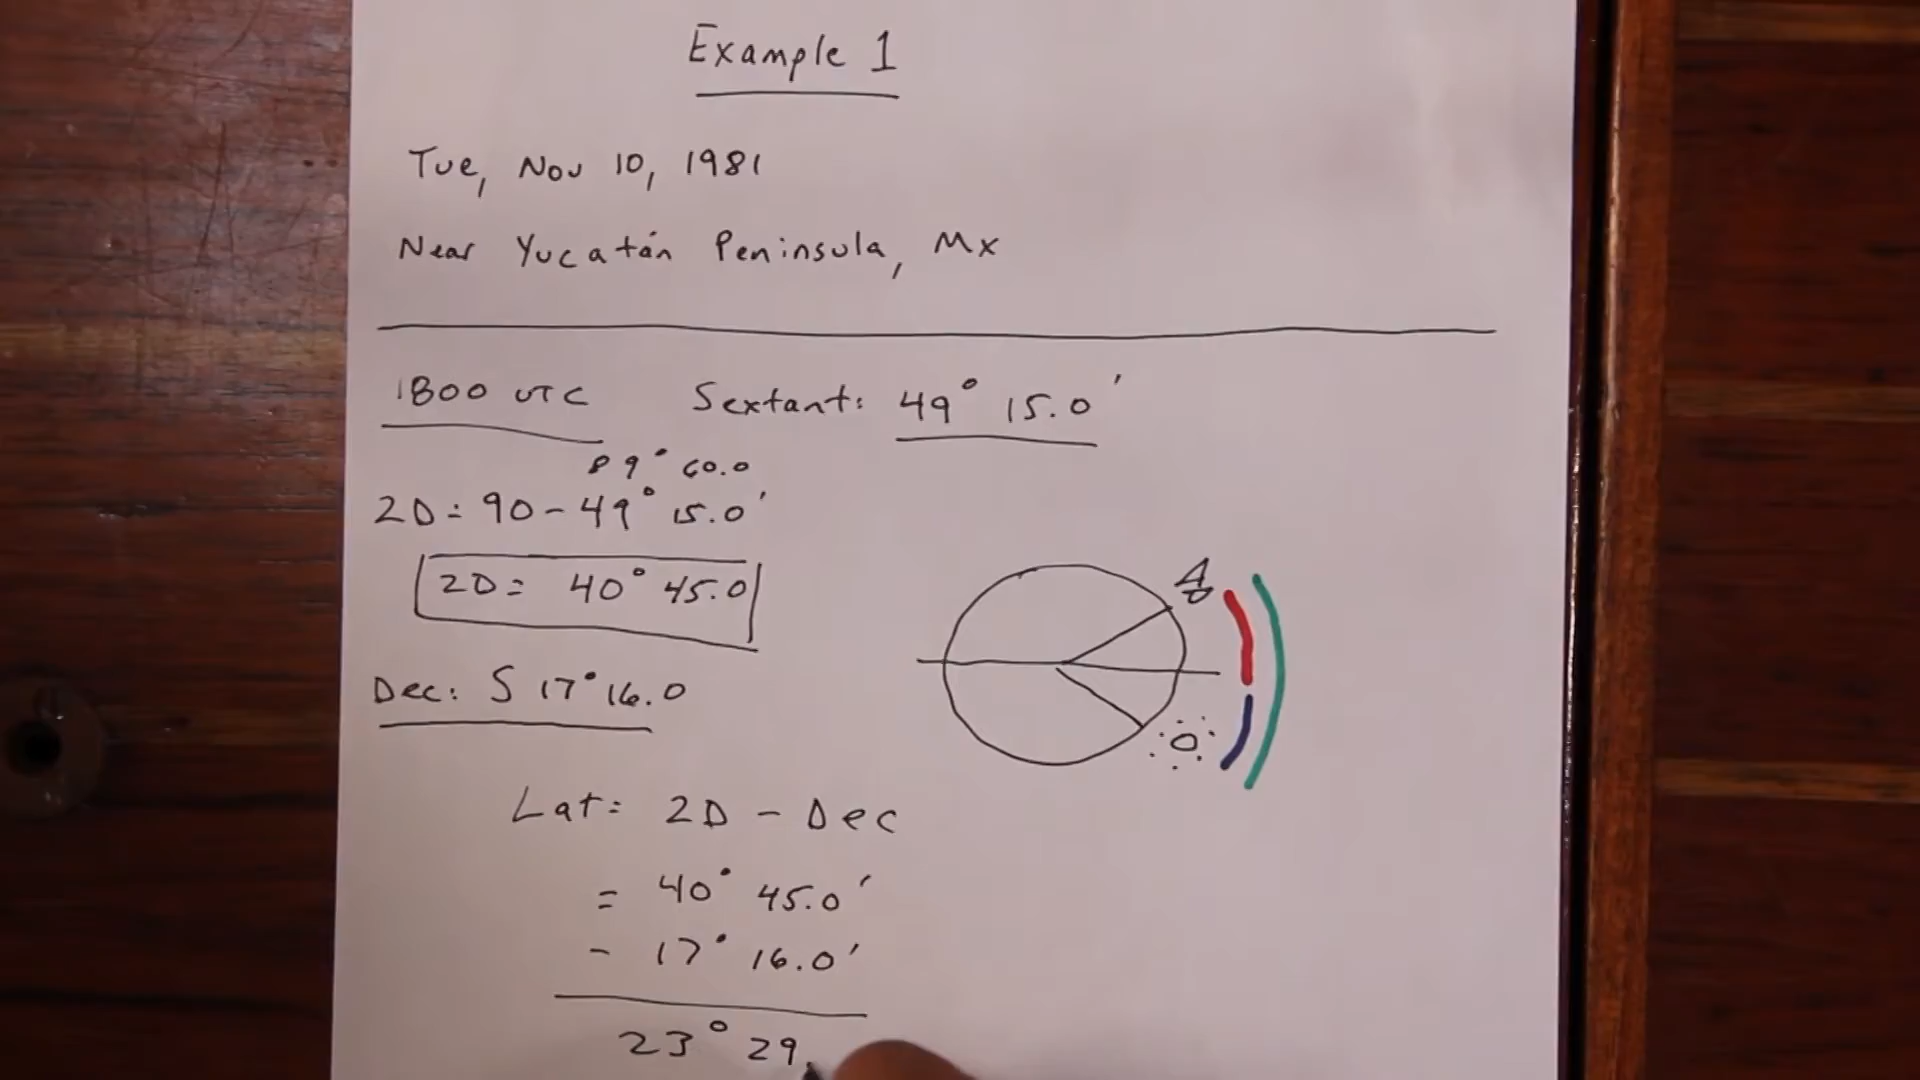 Example 1
Tue, Nov 10, 1981
Near Yucatán Peninsula, Mx
1800 UTC Sextant: 49° 15.0'
89° 60.0
ZD = 90 - 49° 15.0'
ZD = 40° 45.0
Dec: S 17° 16.0
Lat = ZD - Dec
= 40° 45.0'
- 17° 16.0'
23° 29.